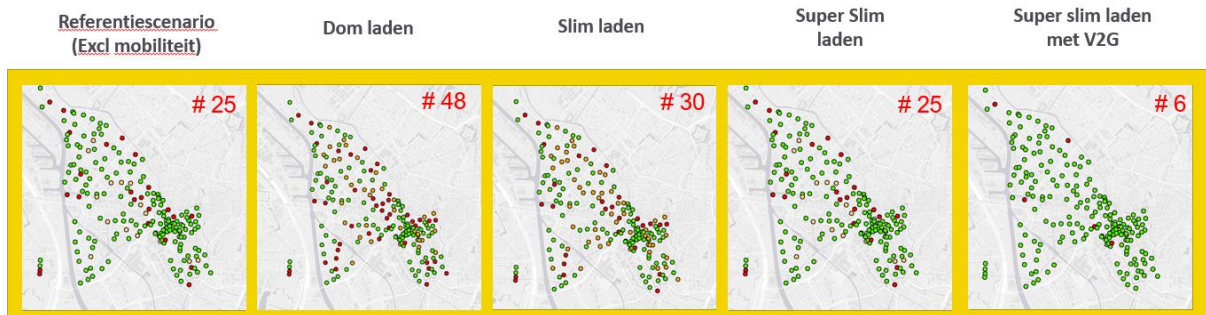 Referentiescenario
(Excl mobiliteit)
Dom laden
Slim laden
Super Slim
laden
Super slim laden
met V2G
# 25
# 48
# 30
# 25
# 6